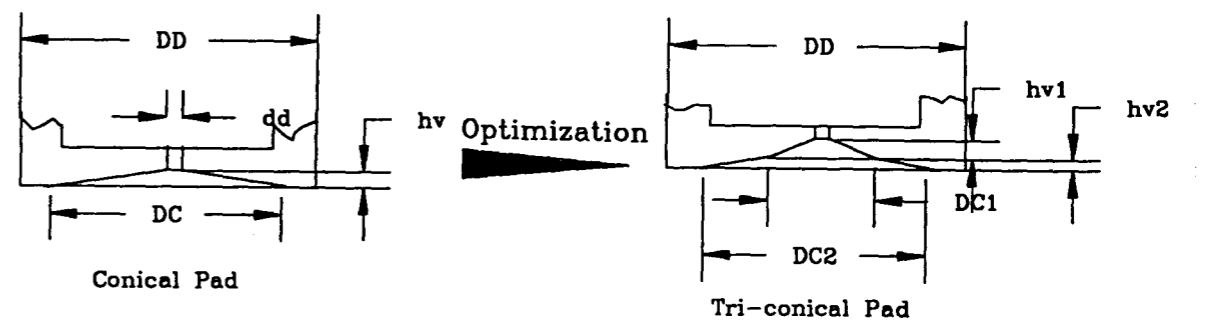 DD
dd
hv
DC
Conical Pad
Optimization
DD
hv1
hv2
DC1
DC2
Tri-conical Pad